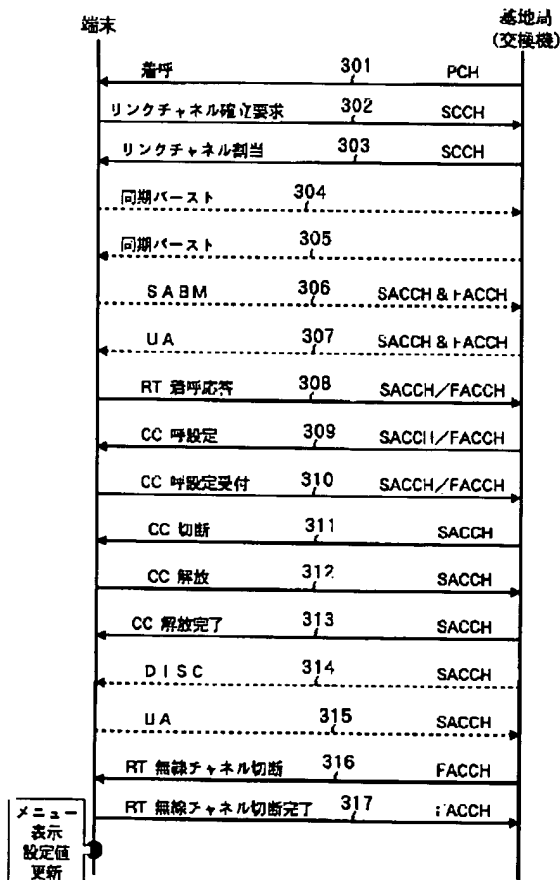 端末
基地局
(交換機)
着呼 301 PCH
リンクチャネル確立要求 302 SCCH
リンクチャネル割当 303 SCCH
同期バースト 304
同期バースト 305
SABM 306 SACCH & FACCH
UA 307 SACCH & FACCH
RT 着呼応答 308 SACCH/FACCH
CC 呼設定 309 SACCH/FACCH
CC 呼設定受付 310 SACCH/FACCH
CC 切断 311 SACCH
CC 解放 312 SACCH
CC 解放完了 313 SACCH
DISC 314 SACCH
UA 315 SACCH
RT 無線チャネル切断 316 FACCH
RT 無線チャネル切断完了 317 FACCH
メニュー
表示
設定値
更新